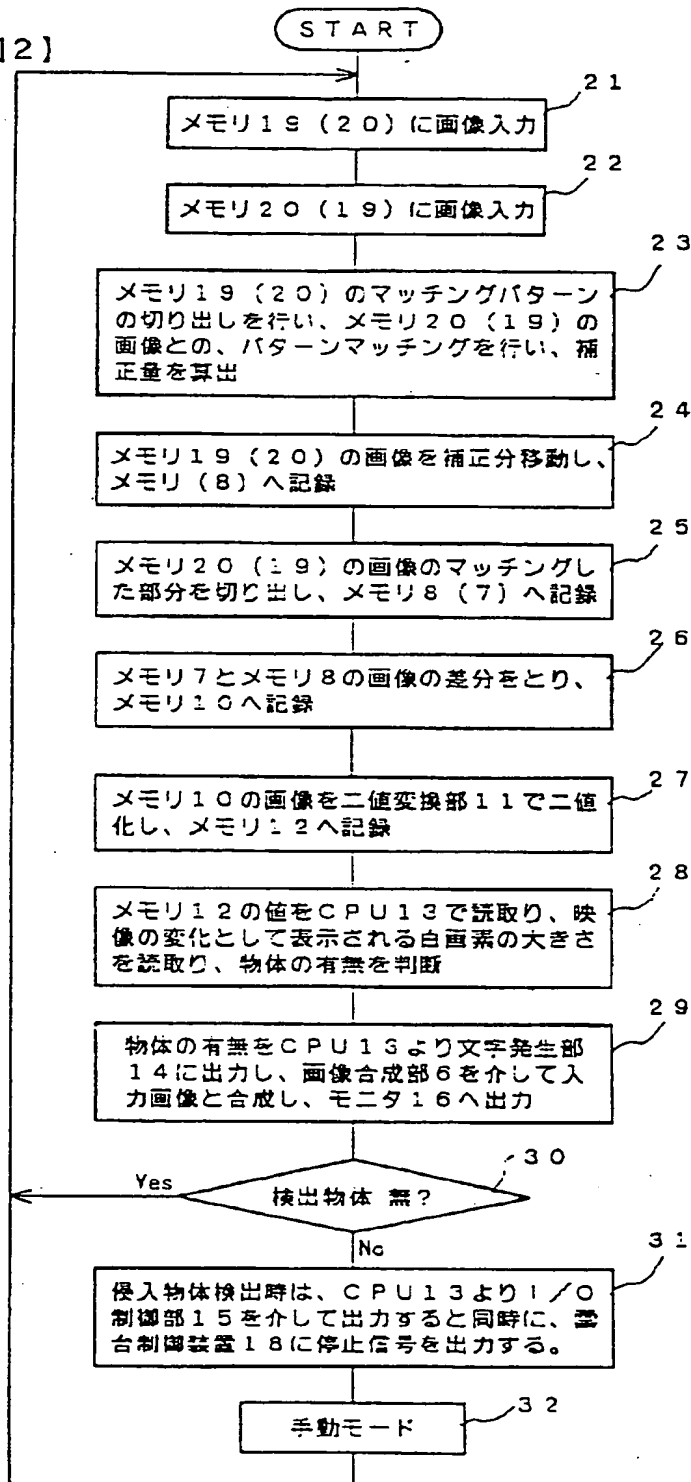 図2】
START
21
メモリ19(20)に画像入力
22
メモリ20(19)に画像入力
23
メモリ19(20)のマッチングパターン
の切り出しを行い、メモリ20(19)の
画像との、パターンマッチングを行い、補
正量を算出
24
メモリ19(20)の画像を補正分移動し、
メモリ(8)へ記録
25
メモリ20(19)の画像のマッチングし
た部分を切り出し、メモリ8(7)へ記録
26
メモリ7とメモリ8の画像の差分をとり、
メモリ10へ記録
27
メモリ10の画像を二値変換部11で二値
化し、メモリ12へ記録
28
メモリ12の値をCPU13で読取り、映
像の変化として表示される白画素の大きさ
を読取り、物体の有無を判断
29
物体の有無をCPU13より文字発生部
14に出力し、画像合成部6を介して入
力画像と合成し、モニタ16へ出力
30
Yes
検出物体 無?
No
31
侵入物体検出時は、CPU13よりI/O
制御部15を介して出力すると同時に、雲
台制御装置18に停止信号を出力する。
32
手動モード